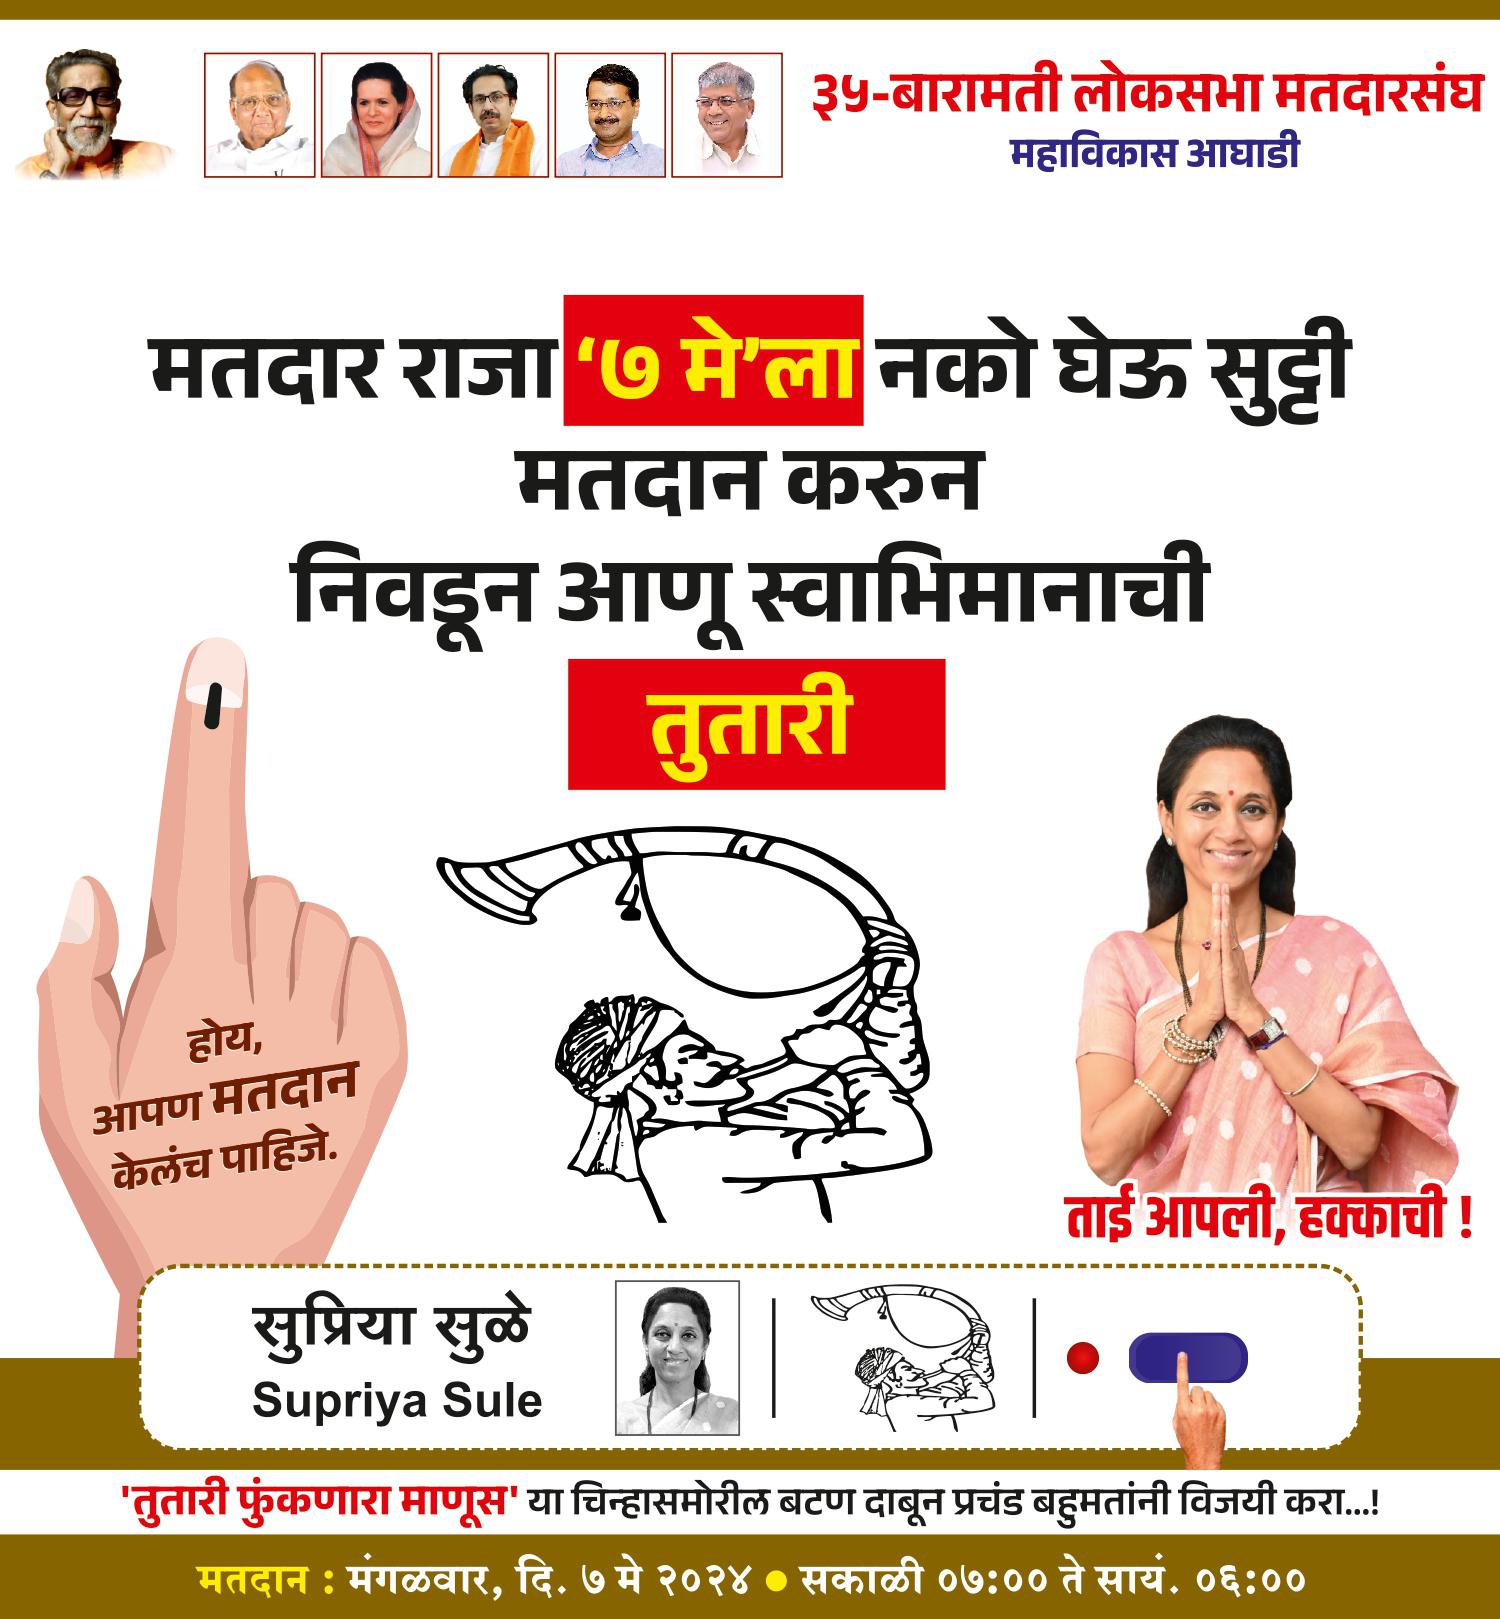 ३५-बारामती लोकसभा मतदारसंघ
महाविकास आघाडी
मतदार राजा ‘७ मे’ला नको घेऊ सुट्टी
मतदान करुन
निवडून आणू स्वाभिमानाची
तुतारी
होय,
आपण मतदान
केलंच पाहिजे.
ताई आपली, हक्काची !
सुप्रिया सुळे
Supriya Sule
'तुतारी फुंकणारा माणूस' या चिन्हासमोरील बटण दाबून प्रचंड बहुमतांनी विजयी करा...!
मतदान : मंगळवार, दि. ७ मे २०२४ ● सकाळी ०७:०० ते सायं. ०६:००